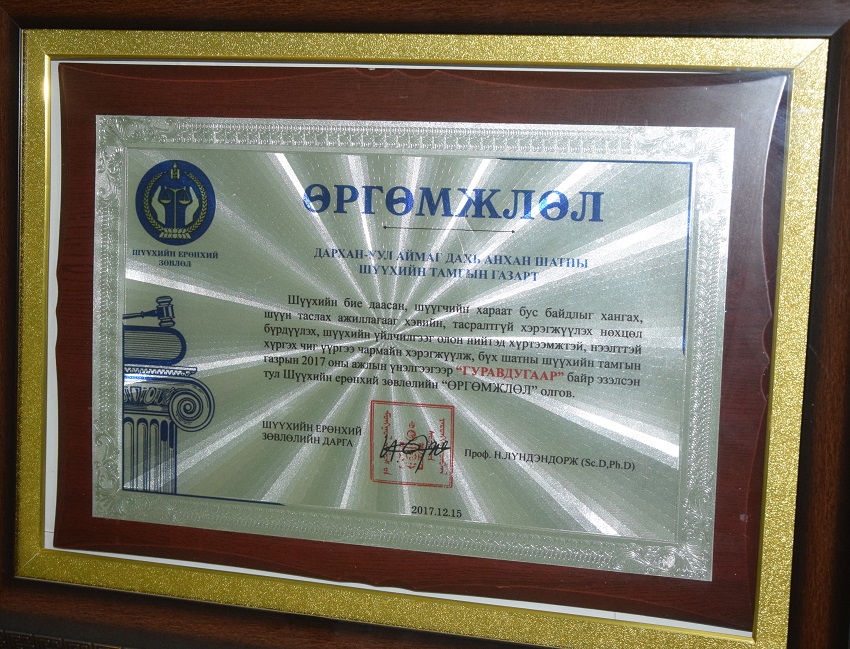 ӨРГӨМЖЛӨЛ
ШҮҮХИЙН ЕРӨНХИЙ
ЗӨВЛӨЛ
ДАРХАН-УУЛ АЙМАГ ДАХЬ АНХАН ШАТНЫ
ШҮҮХИЙН ТАМГЫН ГАЗАРТ
Шүүхийн бие даасан, шүүгчийн хараат бус байдлыг хангах,
шүүн таслах ажиллагааг хэвийн, тасралтгүй хэрэгжүүлэх нөхцөл
бүрдүүлэх, шүүхийн үйлчилгээг олон нийтэд хүртээмжтэй, нээлттэй
хүргэх чиг үүргээ чармайн хэрэгжүүлж, бүх шатны шүүхийн тамгын
газрын 2017 оны ажлын үнэлгээгээр “ГУРАВДУГААР” байр эзэлсэн
тул Шүүхийн ерөнхий зөвлөлийн “ӨРГӨМЖЛӨЛ” олгов.
ШҮҮХИЙН ЕРӨНХИЙ
ЗӨВЛӨЛИЙН ДАРГА
Проф. Н.ЛҮНДЭНДОРЖ (Sc.D,Ph.D)
2017.12.15